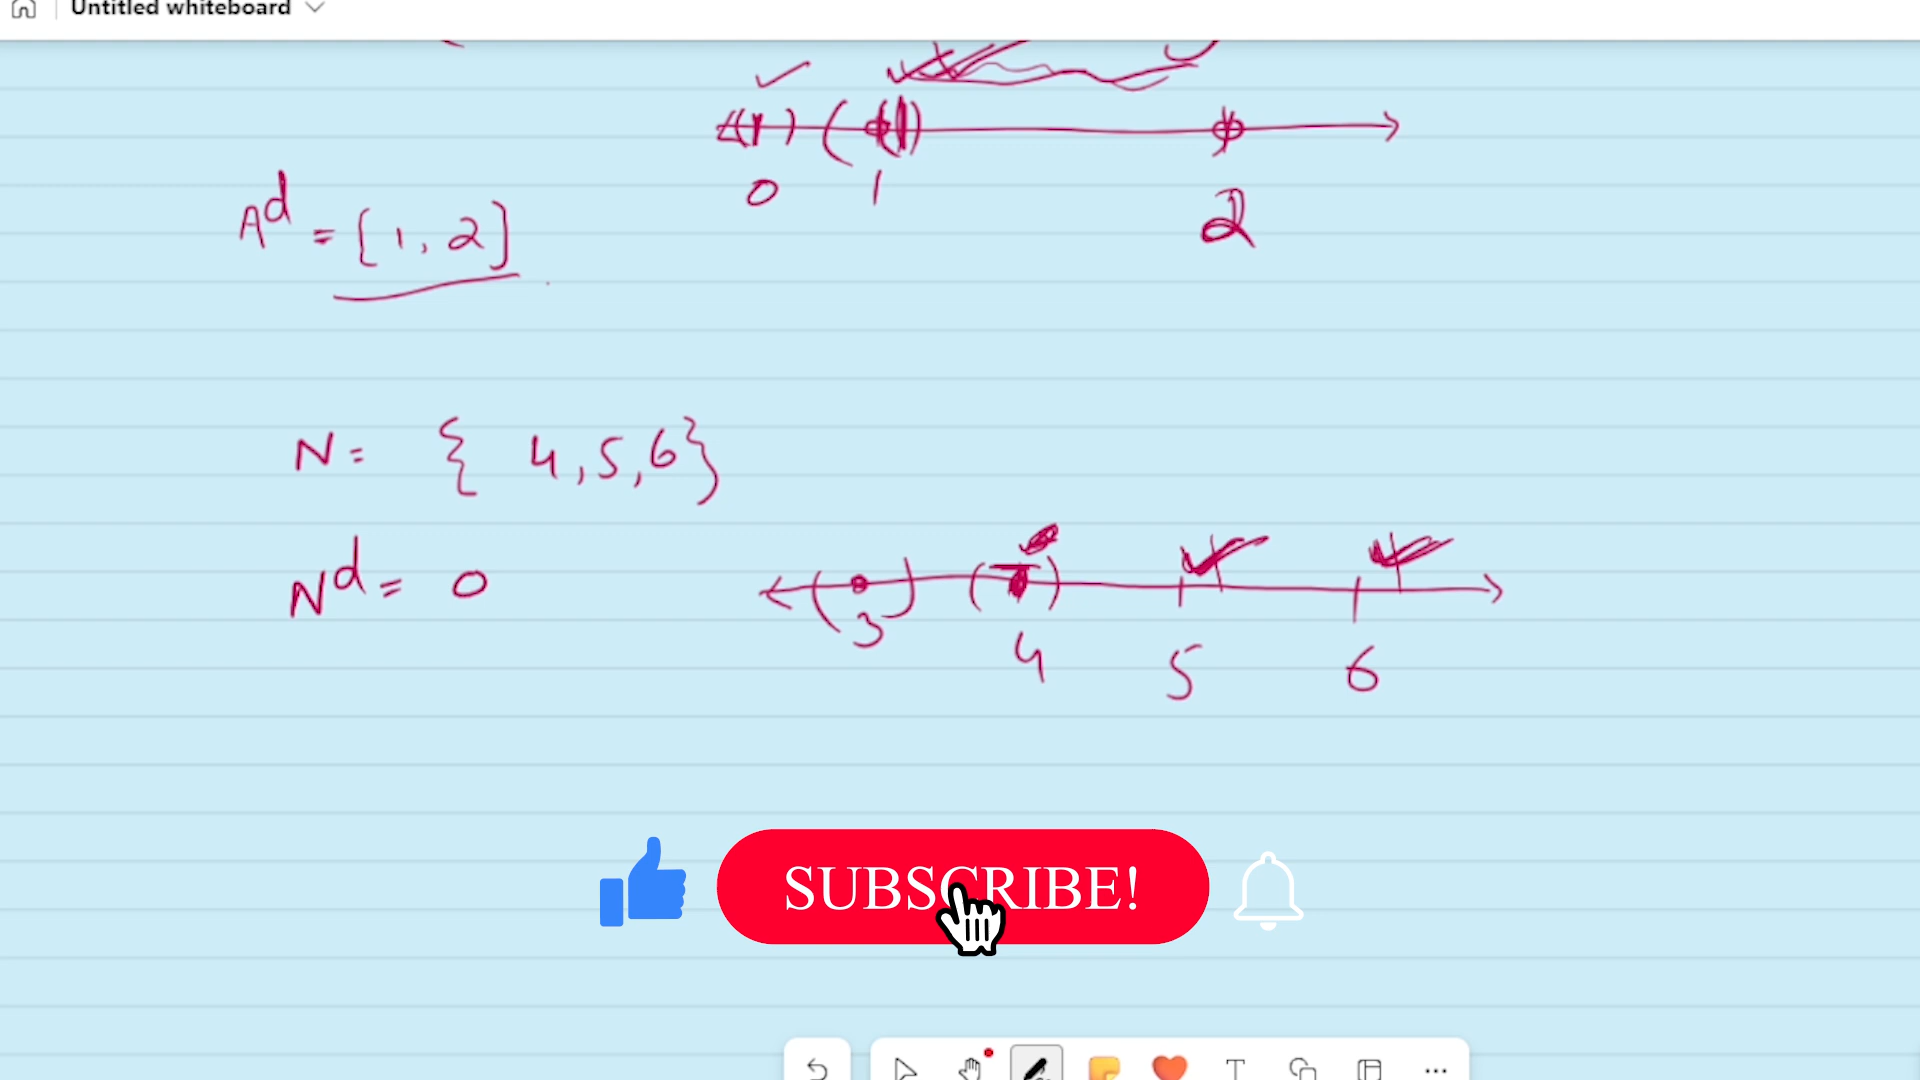 Untitled whiteboard
0 1 2
A^d = [1, 2]
N = { 4, 5, 6}
N^d = 0
3 4 5 6
SUBSCRIBE!
T